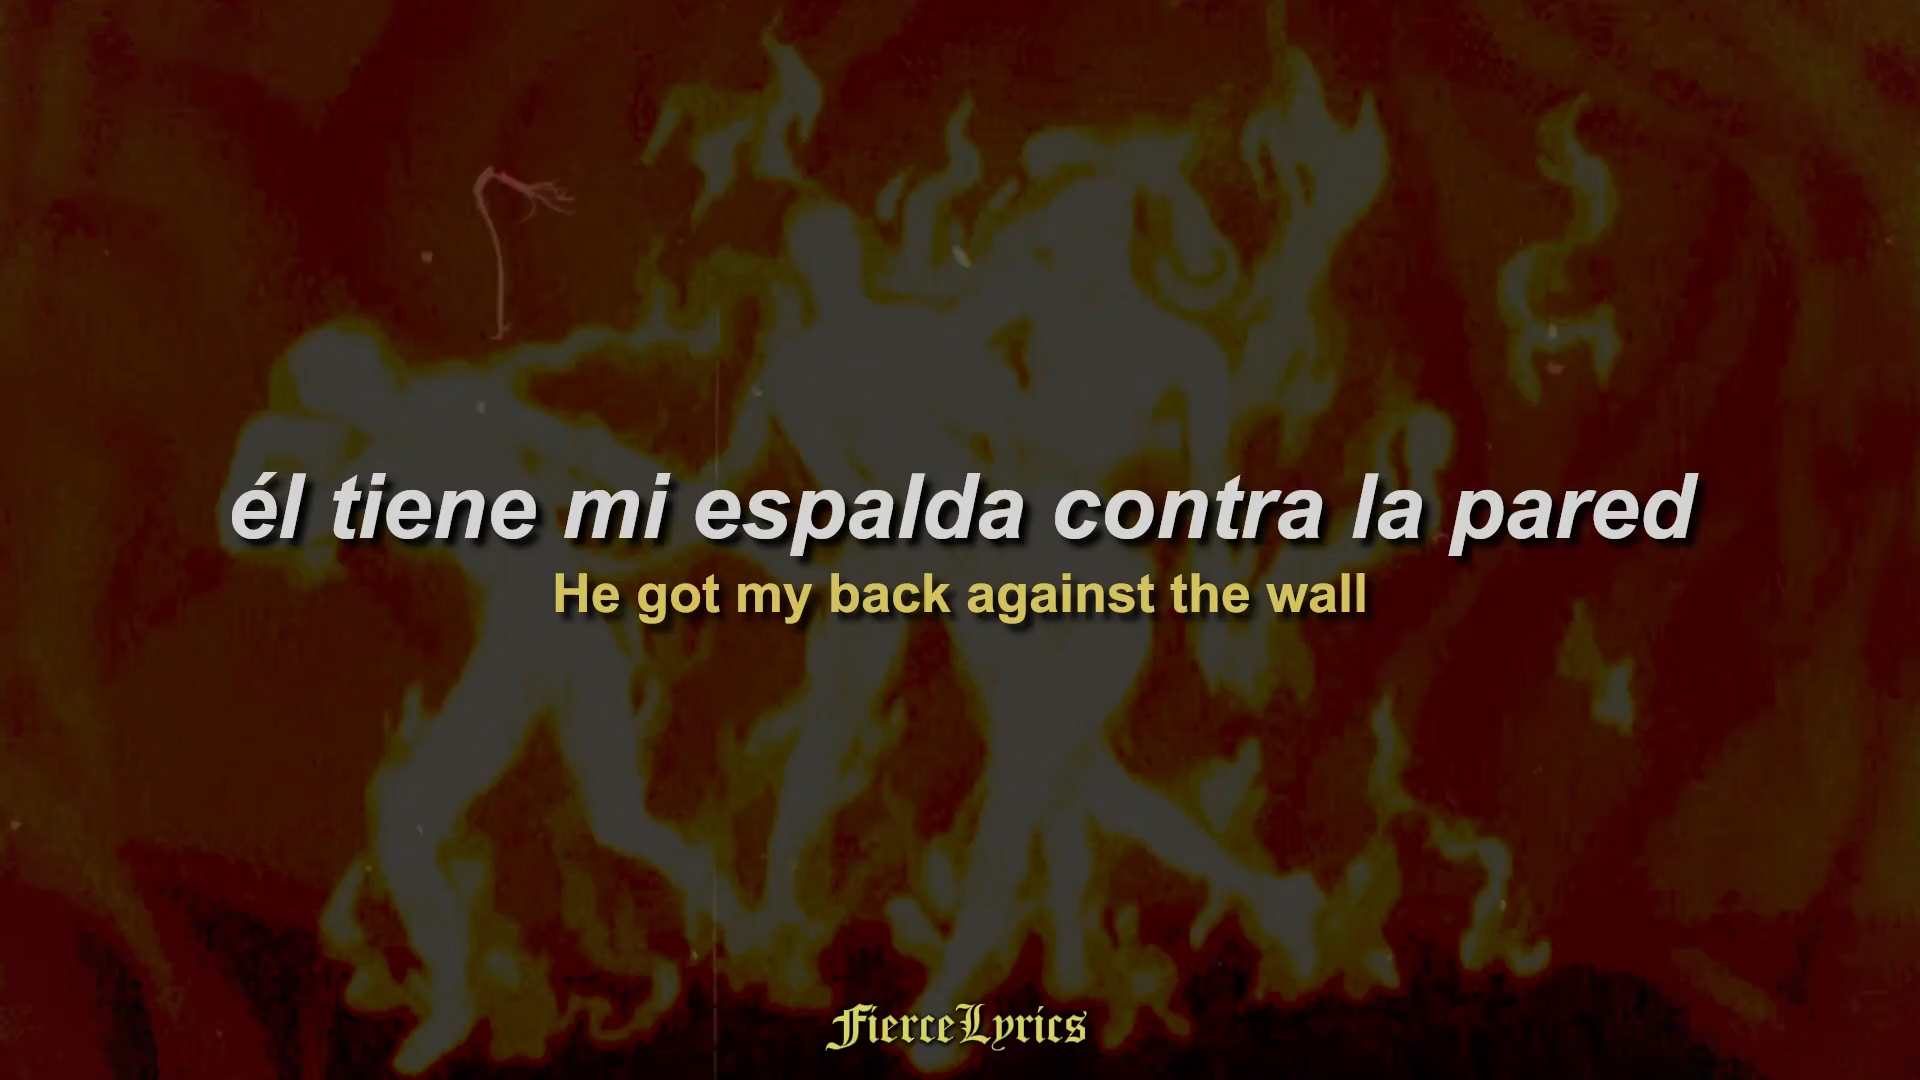 él tiene mi espalda contra la pared
He got my back against the wall
FierceLyrics